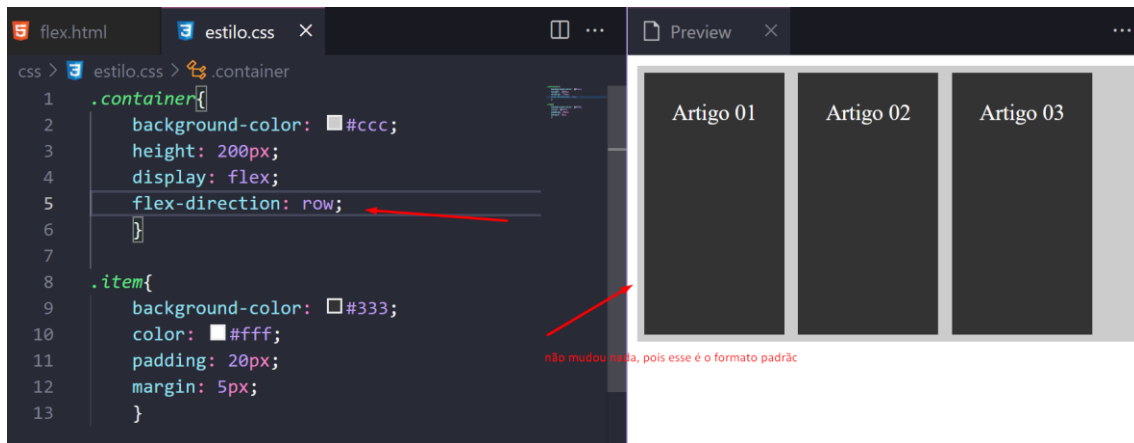 flex.html
estilo.css ×
···
Preview ×
···
css > estilo.css > .container
1 .container{
2 background-color: #ccc;
3 height: 200px;
4 display: flex;
5 flex-direction: row;
6 }
7
8 .item{
9 background-color: #333;
10 color: #fff;
11 padding: 20px;
12 margin: 5px;
13 }
Artigo 01
Artigo 02
Artigo 03
não mudou nada, pois esse é o formato padrãc